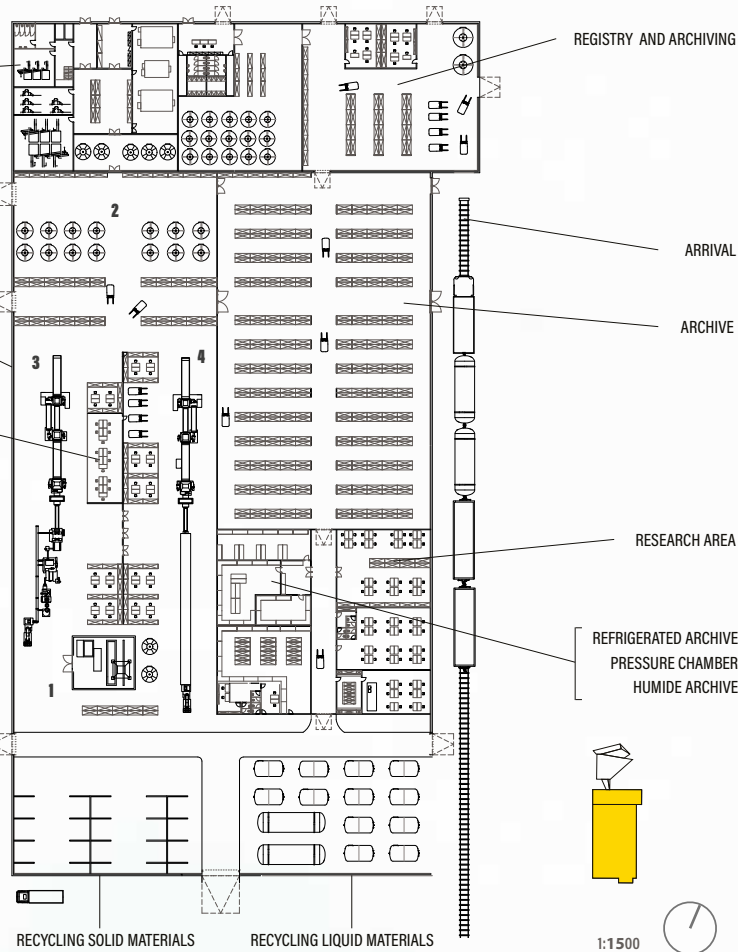 REGISTRY AND ARCHIVING
2
ARRIVAL
ARCHIVE
3
4
RESEARCH AREA
REFRIGERATED ARCHIVE
PRESSURE CHAMBER
HUMIDE ARCHIVE
1
RECYCLING SOLID MATERIALS
RECYCLING LIQUID MATERIALS
1:1500